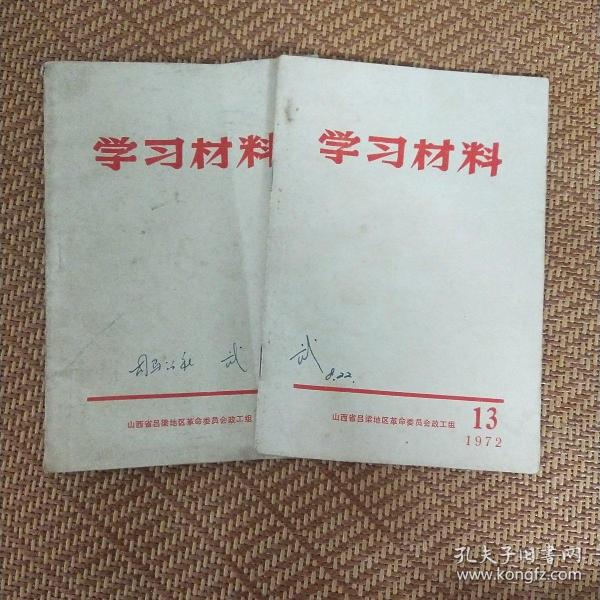 学习材料
武
山西省吕梁地区革命委员会政工组
学习材料
武
8.22.
山西省吕梁地区革命委员会政工组
13
1972
孔夫子旧書网
www.kongfz.com